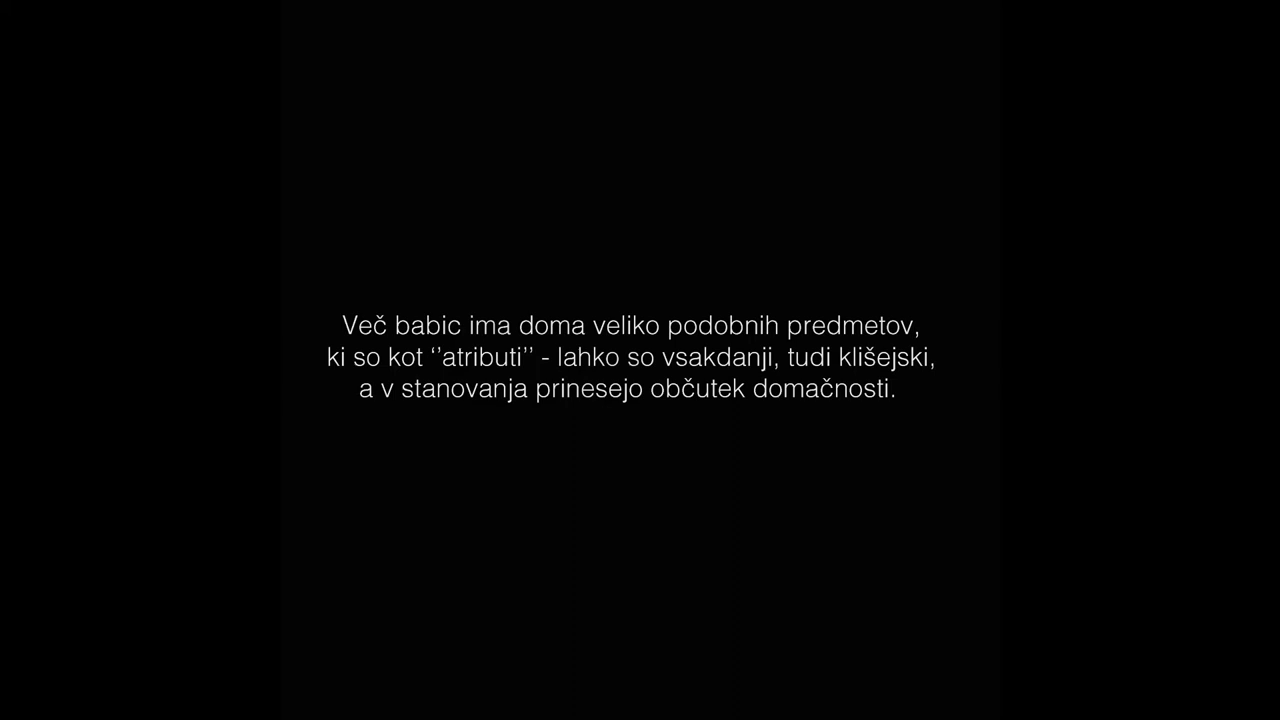 Več babic ima doma veliko podobnih predmetov,
ki so kot ‘’atributi’’ - lahko so vsakdanji, tudi klišejski,
a v stanovanja prinesejo občutek domačnosti.